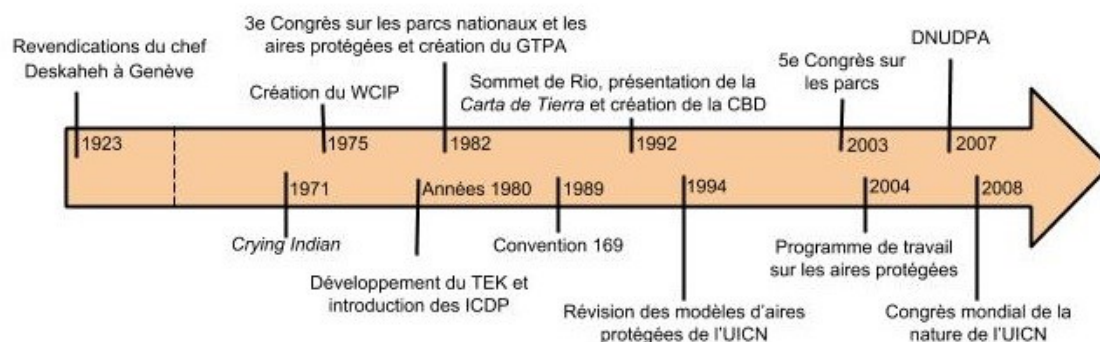 Revendications du chef
Deskaheh à Genève
3e Congrès sur les parcs nationaux et les
aires protégées et création du GTPA
Création du WCIP
Sommet de Rio, présentation de la
Carta de Tierra et création de la CBD
5e Congrès sur
les parcs
DNUDPA
1923
1975
1982
1992
2003
2007
1971
Années 1980
1989
1994
2004
2008
Crying Indian
Développement du TEK et
introduction des ICDP
Convention 169
Révision des modèles d'aires
protégées de l'UICN
Programme de travail
sur les aires protégées
Congrès mondial de la
nature de l'UICN